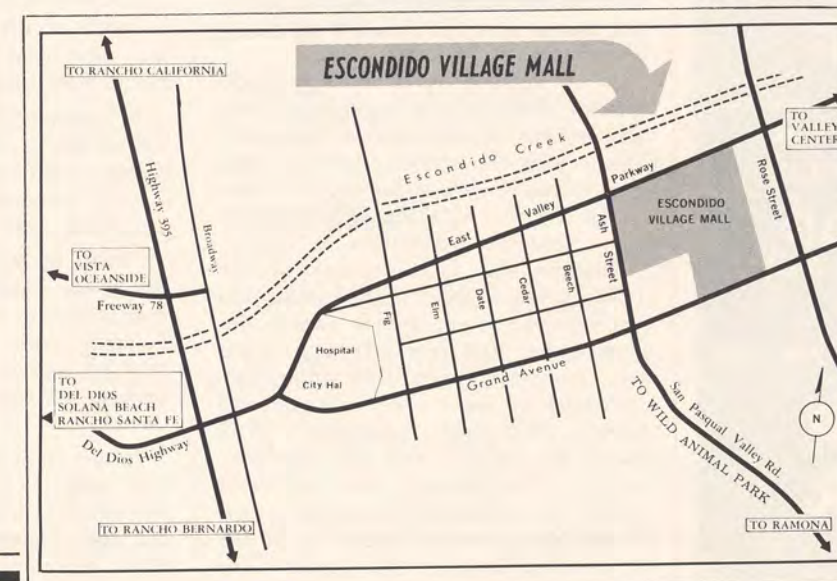 TO RANCHO CALIFORNIA
ESCONDIDO VILLAGE MALL
TO
VALLEY
CENTER
Highway 395
Broadway
Escondido Creek
Parkway
Valley
East
Ash
Street
Rose Street
ESCONDIDO
VILLAGE MALL
TO
VISTA
OCEANSIDE
Freeway 78
Fig
Elm
Date
Cedar
Beech
Hospital
City Hal
Grand Avenue
TO
DEL DIOS
SOLANA BEACH
RANCHO SANTA FE
Del Dios Highway
San Pasqual Valley Rd.
TO WILD ANIMAL PARK
N
TO RANCHO BERNARDO
TO RAMONA